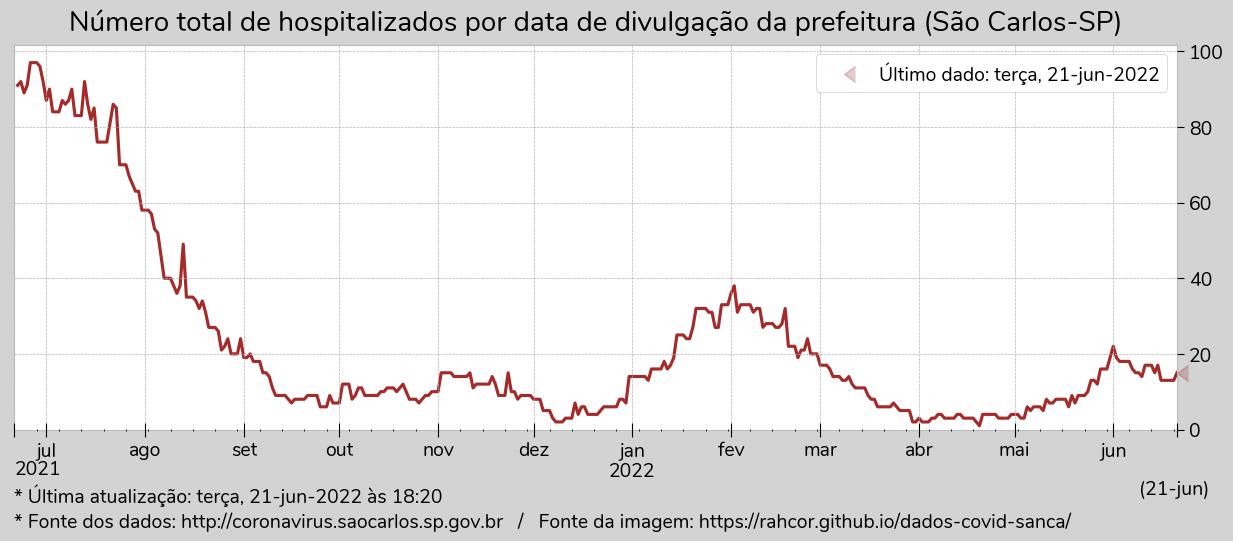 Número total de hospitalizados por data de divulgação da prefeitura (São Carlos-SP)
Último dado: terça, 21-jun-2022
100
80
60
40
20
0
jul ago set out nov dez jan fev mar abr mai jun
2021 2022
(21-jun)
* Última atualização: terça, 21-jun-2022 às 18:20
* Fonte dos dados: http://coronavirus.saocarlos.sp.gov.br / Fonte da imagem: https://rahcor.github.io/dados-covid-sanca/